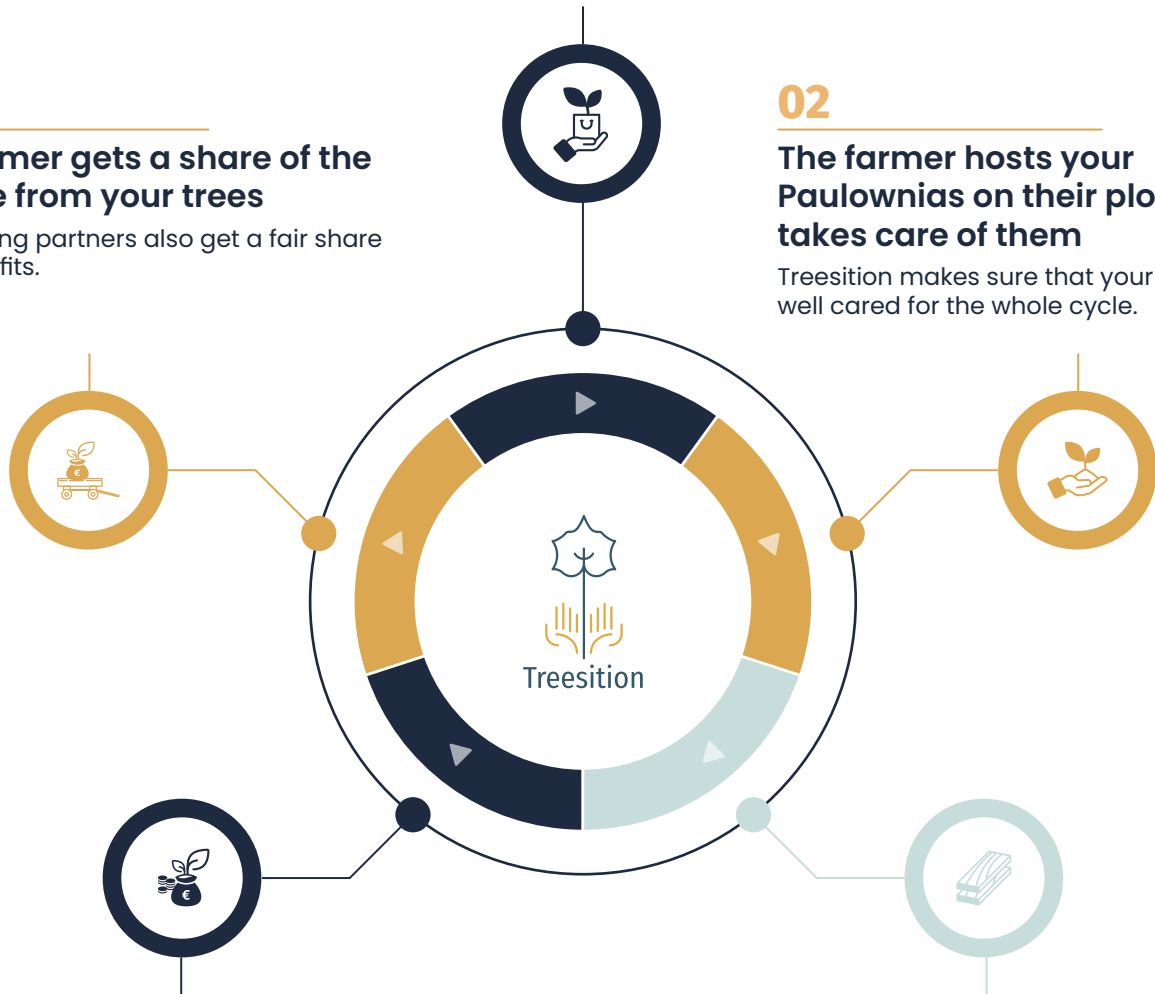 mer gets a share of the
from your trees
ng partners also get a fair share
fits.
02
The farmer hosts your
Paulownias on their plo
takes care of them
Treesition makes sure that your
well cared for the whole cycle.
€
Treesition
€